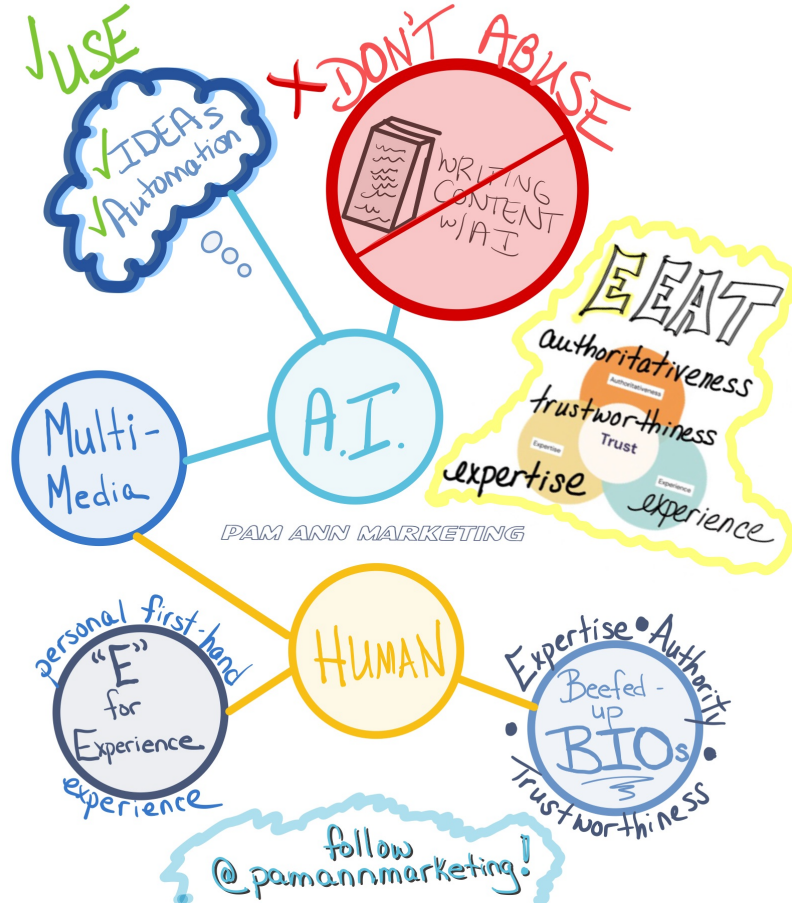 ✓USE
✓IDEAs
✓Automation
X DON'T ABUSE
WRITING
CONTENT
W/AI
EEAT
authoritativeness
Authoritativeness
trustworthiness
Trust
Expertise
expertise
Experience
experience
A.I.
Multi-
Media
PAM ANN MARKETING
HUMAN
personal first-hand
"E"
for
Experience
experience
Expertise • Authority
• Trustworthiness •
Beefed-
up
BIOs
follow
@pamannmarketing!